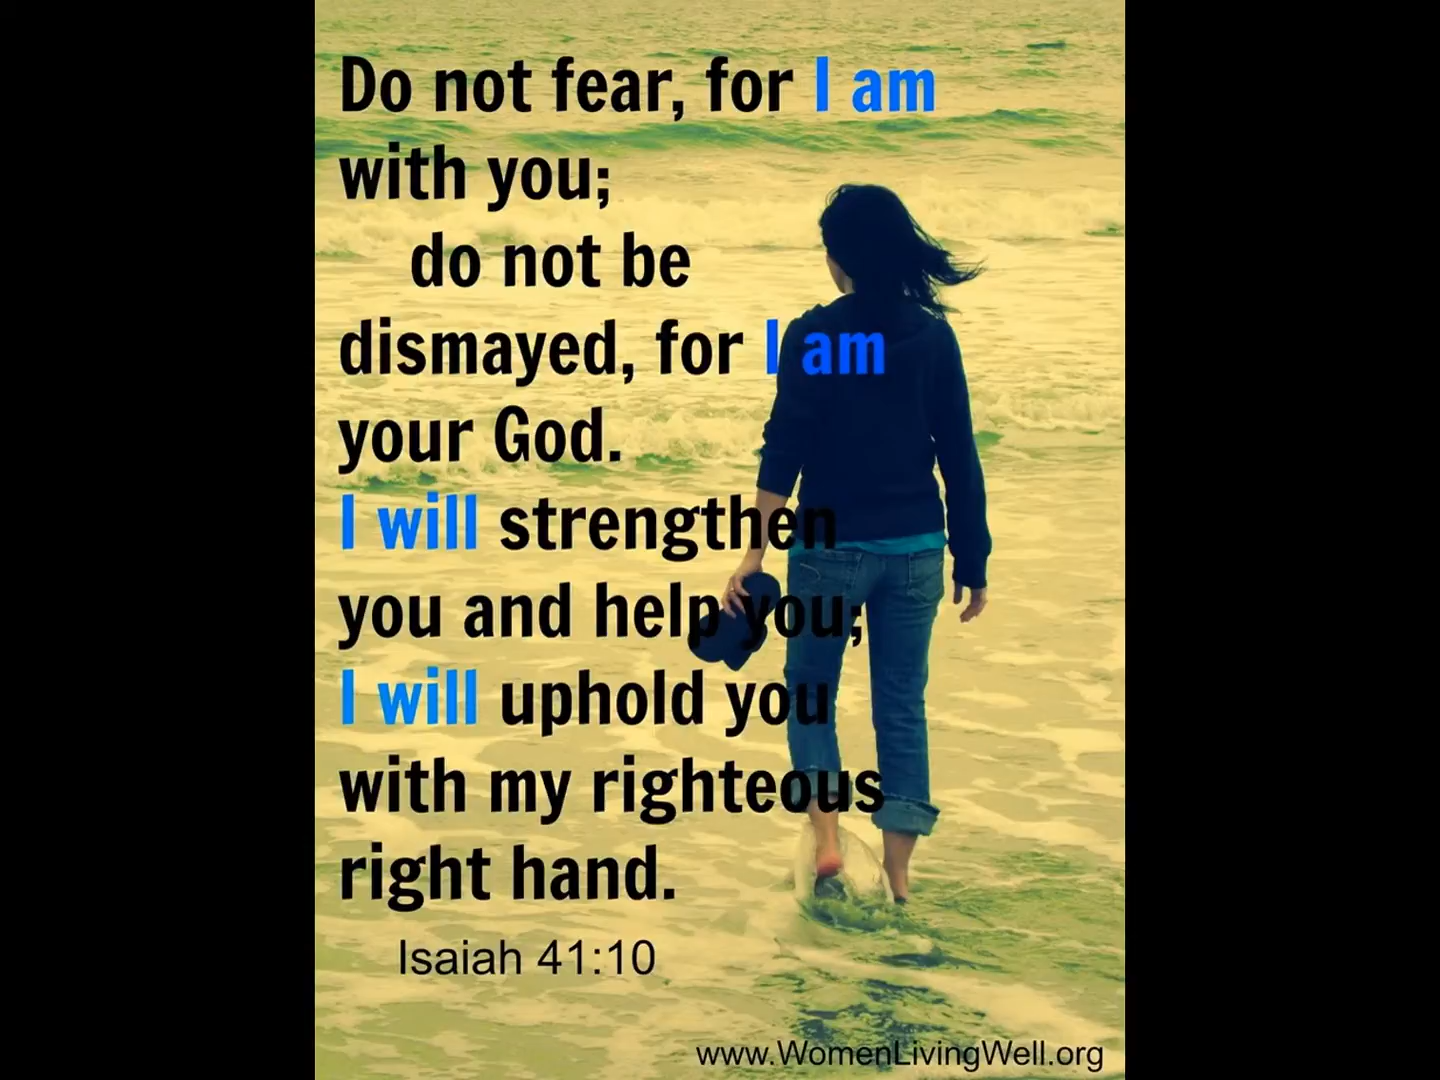 Do not fear, for I am
with you;
do not be
dismayed, for I am
your God.
I will strengthen
you and help you;
I will uphold you
with my righteous
right hand.
Isaiah 41:10
www.WomenLivingWell.org